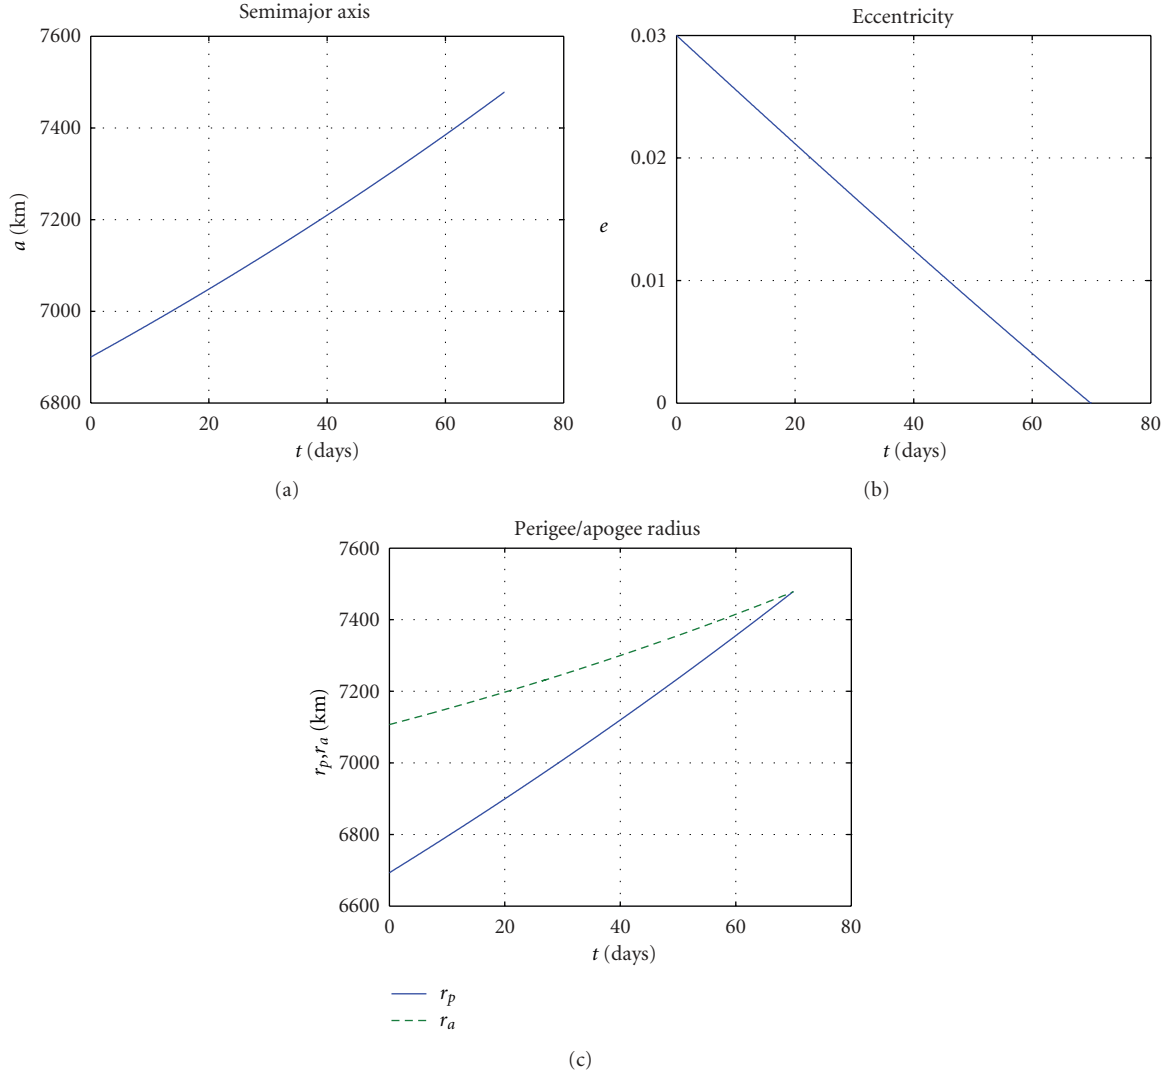 Semimajor axis
7600
7400
7200
7000
6800
a (km)
0 20 40 60 80
t (days)
(a)
Eccentricity
0.03
0.02
0.01
0
e
0 20 40 60 80
t (days)
(b)
Perigee/apogee radius
7600
7400
7200
7000
6800
6600
rp,ra (km)
0 20 40 60 80
t (days)
rp
ra
(c)